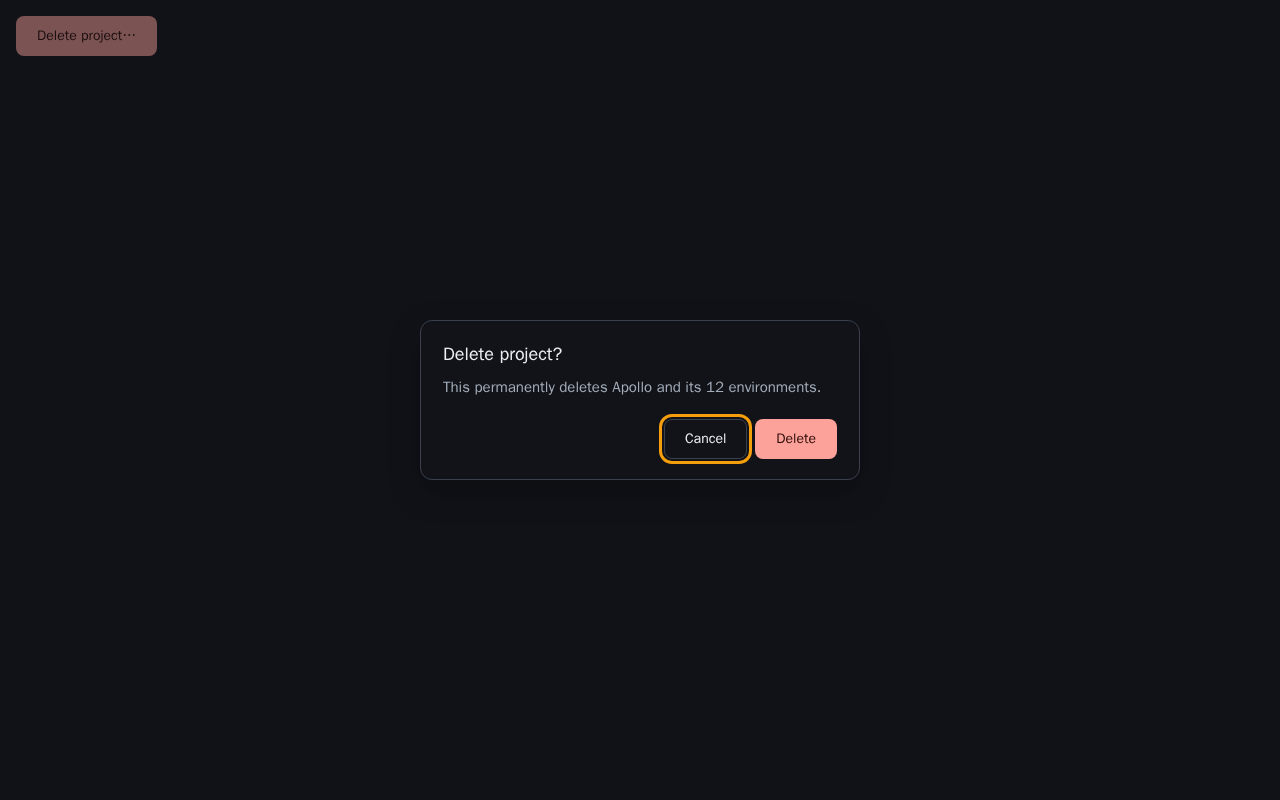 Delete project…
Delete project?
This permanently deletes Apollo and its 12 environments.
Cancel
Delete